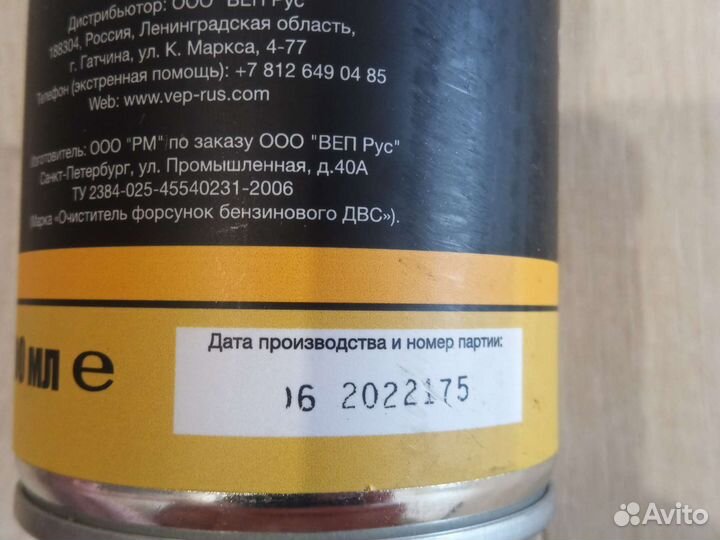 Дистрибьютор: ООО "ВЕП Рус"
188304, Россия, Ленинградская область,
г. Гатчина, ул. К. Маркса, 4-77
Телефон (экстренная помощь): +7 812 649 04 85
Web: www.vep-rus.com
Изготовитель: ООО "РМ" по заказу ООО "ВЕП Рус"
Санкт-Петербург, ул. Промышленная, д.40А
ТУ 2384-025-45540231-2006
(Марка «Очиститель форсунок бензинового ДВС»).
мл e
Дата производства и номер партии:
06 2022175
Avito